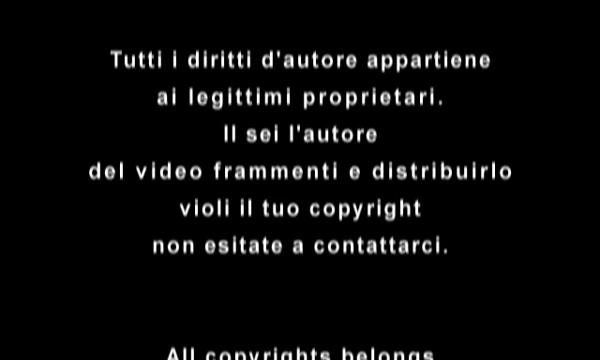 Tutti i diritti d'autore appartiene
ai legittimi proprietari.
Il sei l'autore
del video frammenti e distribuirlo
violi il tuo copyright
non esitate a contattarci.
All copyrights belongs